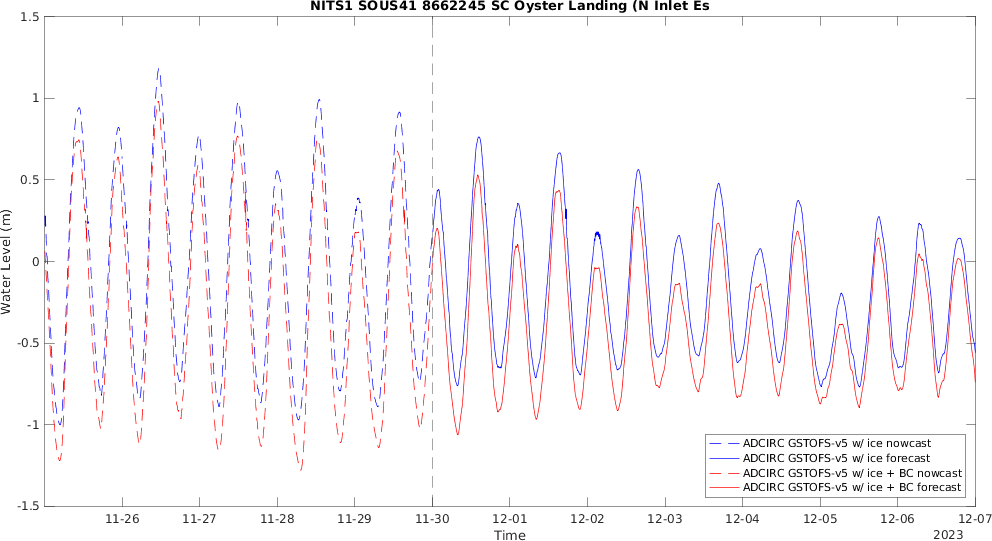 NITS1 SOUS41 8662245 SC Oyster Landing (N Inlet Es
1.5
1
0.5
0
-0.5
-1
-1.5
Water Level (m)
ADCIRC GSTOFS-v5 w/ ice nowcast
ADCIRC GSTOFS-v5 w/ ice forecast
ADCIRC GSTOFS-v5 w/ ice + BC nowcast
ADCIRC GSTOFS-v5 w/ ice + BC forecast
11-26 11-27 11-28 11-29 11-30 12-01 12-02 12-03 12-04 12-05 12-06 12-07
Time
2023